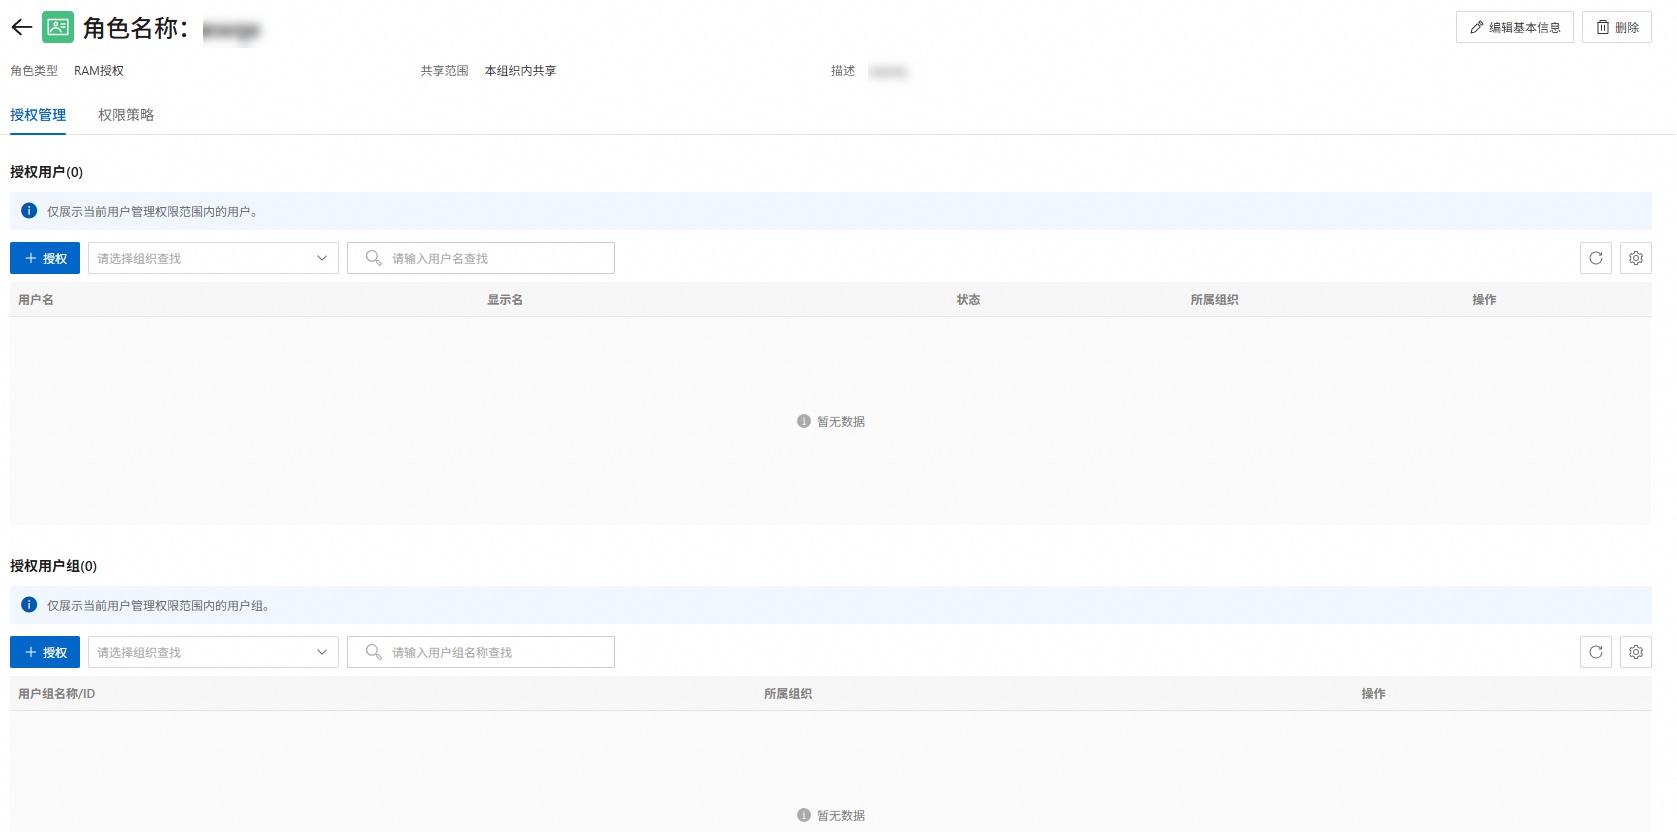 角色名称：
编辑基本信息 删除
角色类型 RAM授权 共享范围 本组织内共享 描述
授权管理 权限策略
授权用户(0)
仅展示当前用户管理权限范围内的用户。
授权 请选择组织查找 请输入用户名查找
用户名 显示名 状态 所属组织 操作
暂无数据
授权用户组(0)
仅展示当前用户管理权限范围内的用户组。
授权 请选择组织查找 请输入用户组名称查找
用户组名称/ID 所属组织 操作
暂无数据